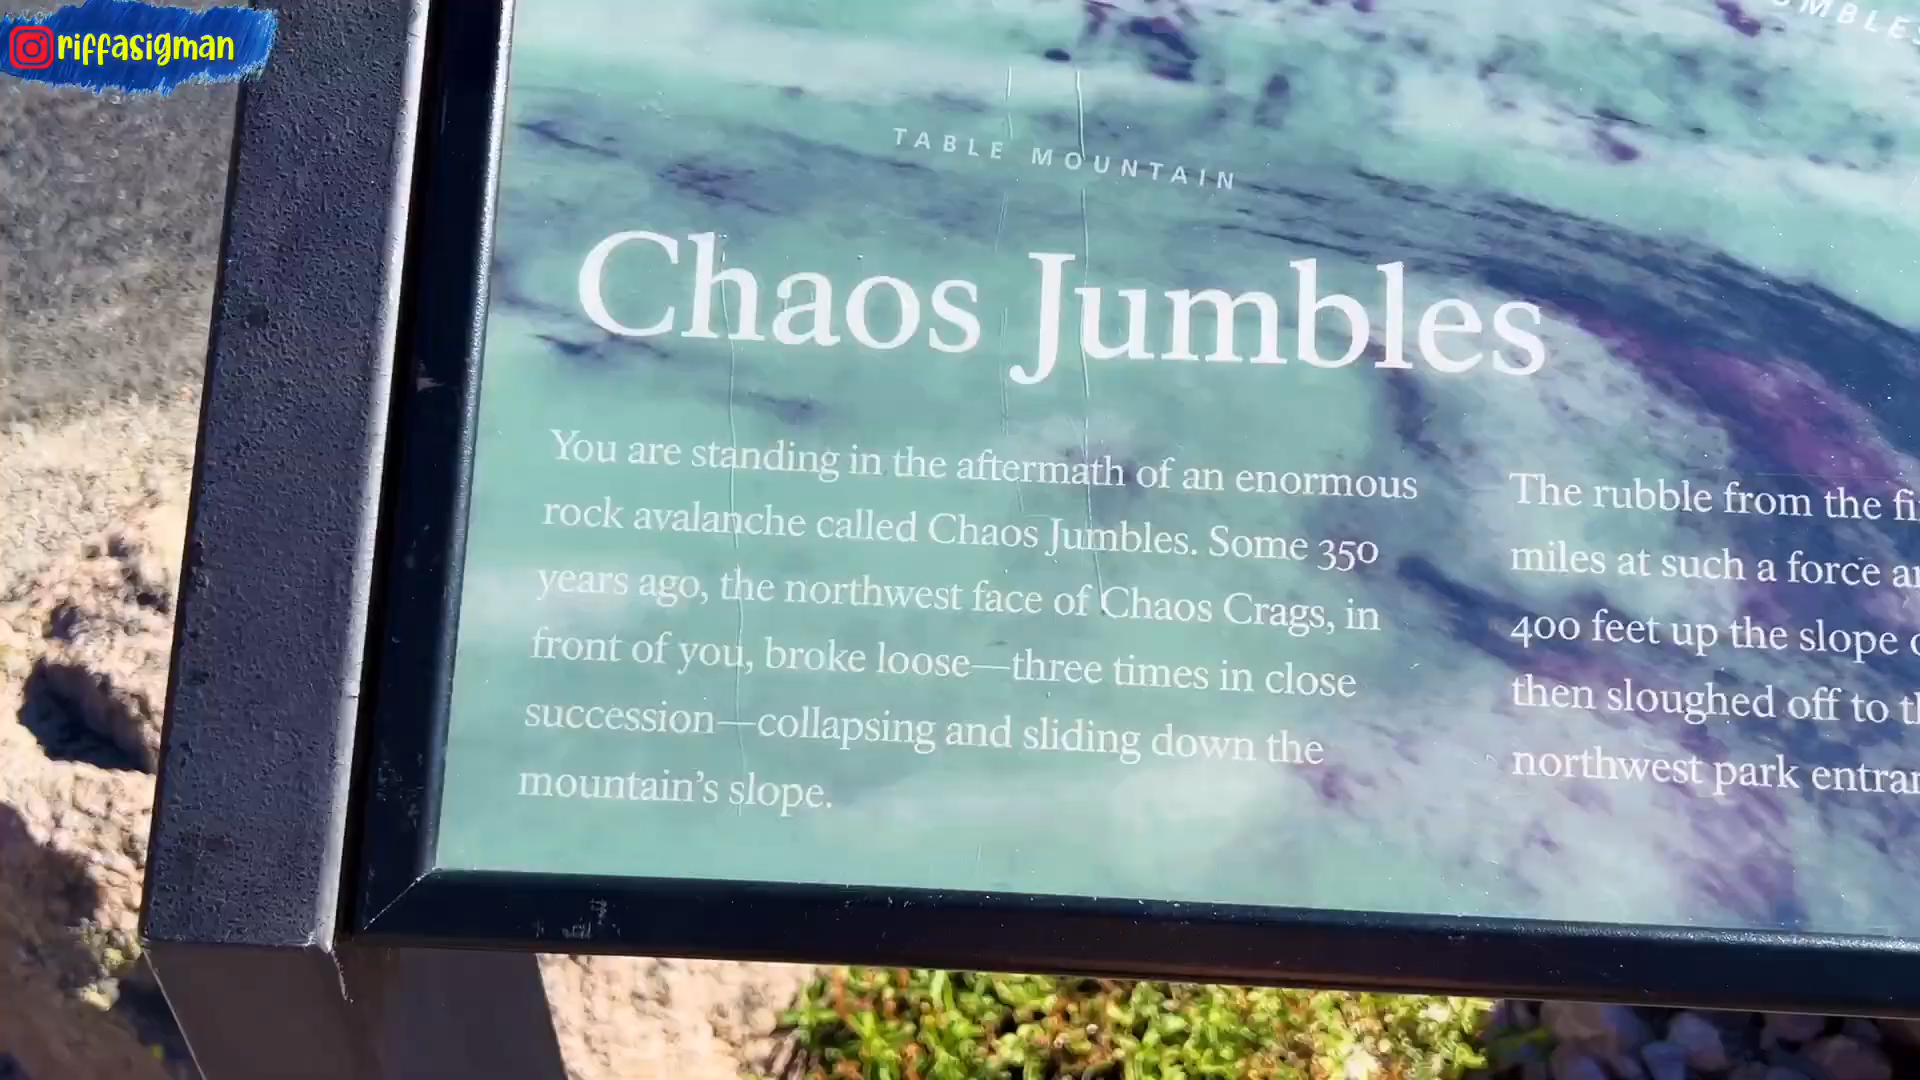 riffasigman
TABLE MOUNTAIN
Chaos Jumbles
You are standing in the aftermath of an enormous
rock avalanche called Chaos Jumbles. Some 350
years ago, the northwest face of Chaos Crags, in
front of you, broke loose—three times in close
succession—collapsing and sliding down the
mountain’s slope.
The rubble from the
miles at such a force
400 feet up the slope
then sloughed off to
northwest park